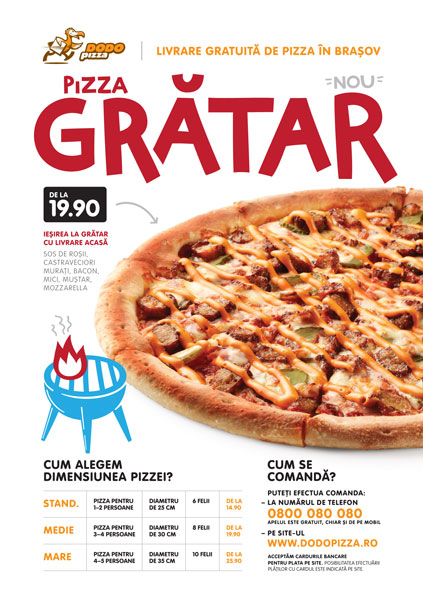 DODO
pizza
LIVRARE GRATUITĂ DE PIZZA ÎN BRAȘOV
PIZZA
NOU
GRĂTAR
DE LA
19.90
IEȘIREA LA GRĂTAR
CU LIVRARE ACASĂ
SOS DE ROȘII,
CASTRAVECIORI
MURAȚI, BACON,
MICI, MUȘTAR,
MOZZARELLA
CUM ALEGEM
DIMENSIUNEA PIZZEI?
STAND. PIZZA PENTRU 1–2 PERSOANE DIAMETRU DE 25 CM 6 FELII DE LA 14.90
MEDIE PIZZA PENTRU 3–4 PERSOANE DIAMETRU DE 30 CM 8 FELII DE LA 19.90
MARE PIZZA PENTRU 4–5 PERSOANE DIAMETRU DE 35 CM 10 FELII DE LA 25.90
CUM SE
COMANDĂ?
PUTEȚI EFECTUA COMANDA:
– LA NUMĂRUL DE TELEFON
0800 080 080
APELUL ESTE GRATUIT, CHIAR ȘI DE PE MOBIL
– PE SITE-UL
WWW.DODOPIZZA.RO
ACCEPTĂM CARDURILE BANCARE
PENTRU PLATA PE SITE. POSIBILITATEA EFECTUĂRII
PLĂȚILOR CU CARDUL ESTE INDICATĂ PE SITE